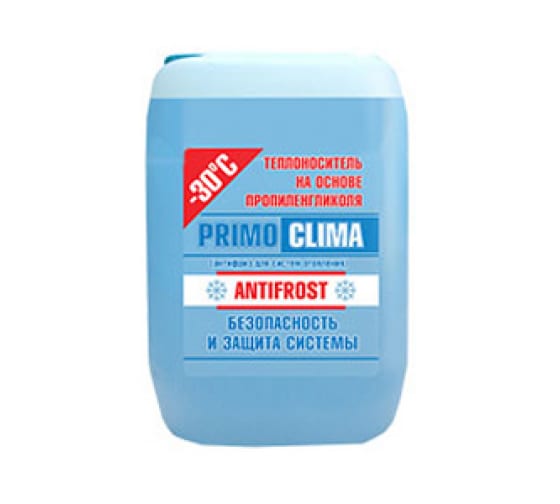 -30°C
ТЕПЛОНОСИТЕЛЬ
НА ОСНОВЕ
ПРОПИЛЕНГЛИКОЛЯ
PRIMO CLIMA
антифриз для систем отопления
ANTIFROST
БЕЗОПАСНОСТЬ
И ЗАЩИТА СИСТЕМЫ